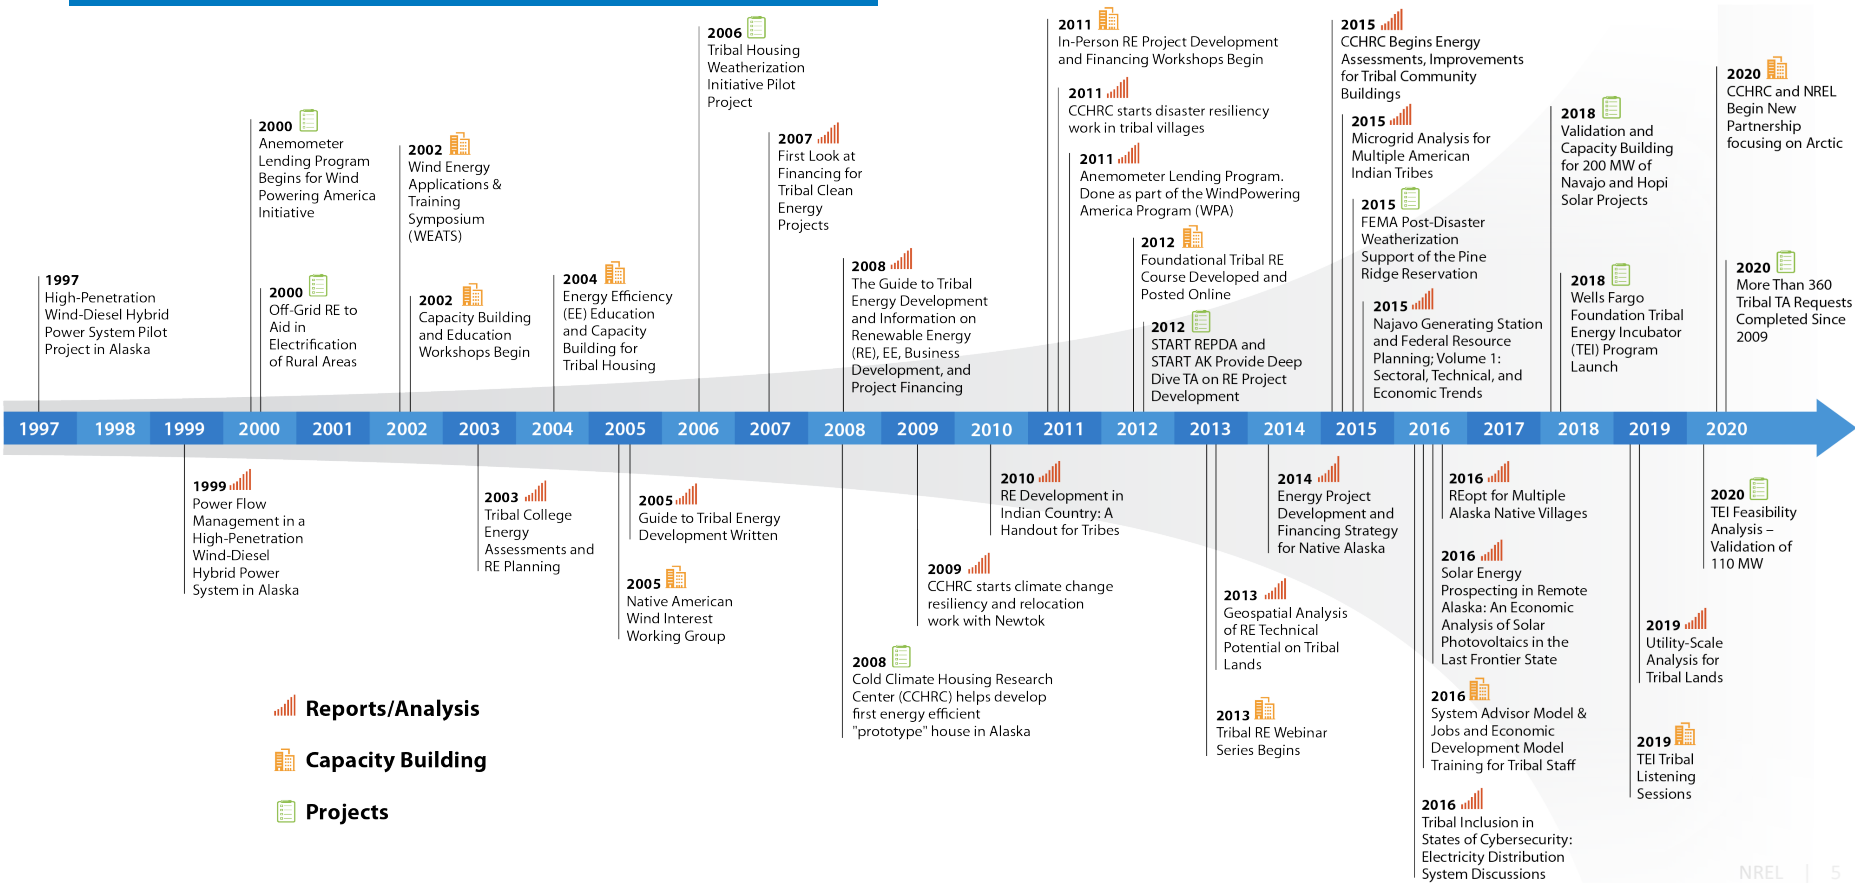 2006
Tribal Housing
Weatherization
Initiative Pilot
Project
2011
In-Person RE Project Development
and Financing Workshops Begin
2015
CCHRC Begins Energy
Assessments, Improvements
for Tribal Community
Buildings
2020
CCHRC and NREL
Begin New
Partnership
focusing on Arctic
2000
Anemometer
Lending Program
Begins for Wind
Powering America
Initiative
2002
Wind Energy
Applications &
Training
Symposium
(WEATS)
2007
First Look at
Financing for
Tribal Clean
Energy
Projects
2011
CCHRC starts disaster resiliency
work in tribal villages
2011
Anemometer Lending Program.
Done as part of the WindPowering
America Program (WPA)
2015
Microgrid Analysis for
Multiple American
Indian Tribes
2018
Validation and
Capacity Building
for 200 MW of
Navajo and Hopi
Solar Projects
1997
High-Penetration
Wind-Diesel Hybrid
Power System Pilot
Project in Alaska
2000
Off-Grid RE to
Aid in
Electrification
of Rural Areas
2002
Capacity Building
and Education
Workshops Begin
2004
Energy Efficiency
(EE) Education
and Capacity
Building for
Tribal Housing
2008
The Guide to Tribal
Energy Development
and Information on
Renewable Energy
(RE), EE, Business
Development, and
Project Financing
2012
Foundational Tribal RE
Course Developed and
Posted Online
2012
START REPDA and
START AK Provide Deep
Dive TA on RE Project
Development
2015
FEMA Post-Disaster
Weatherization
Support of the Pine
Ridge Reservation
2015
Najavo Generating Station
and Federal Resource
Planning; Volume 1:
Sectoral, Technical, and
Economic Trends
2018
Wells Fargo
Foundation Tribal
Energy Incubator
(TEI) Program
Launch
2020
More Than 360
Tribal TA Requests
Completed Since
2009
1997 1998 1999 2000 2001 2002 2003 2004 2005 2006 2007 2008 2009 2010 2011 2012 2013 2014 2015 2016 2017 2018 2019 2020
1999
Power Flow
Management in a
High-Penetration
Wind-Diesel
Hybrid Power
System in Alaska
2003
Tribal College
Energy
Assessments and
RE Planning
2005
Guide to Tribal Energy
Development Written
2005
Native American
Wind Interest
Working Group
2010
RE Development in
Indian Country: A
Handout for Tribes
2009
CCHRC starts climate change
resiliency and relocation
work with Newtok
2008
Cold Climate Housing Research
Center (CCHRC) helps develop
first energy efficient
"prototype" house in Alaska
2014
Energy Project
Development and
Financing Strategy
for Native Alaska
2013
Geospatial Analysis
of RE Technical
Potential on Tribal
Lands
2013
Tribal RE Webinar
Series Begins
2016
REopt for Multiple
Alaska Native Villages
2016
Solar Energy
Prospecting in Remote
Alaska: An Economic
Analysis of Solar
Photovoltaics in the
Last Frontier State
2016
System Advisor Model &
Jobs and Economic
Development Model
Training for Tribal Staff
2016
Tribal Inclusion in
States of Cybersecurity:
Electricity Distribution
System Discussions
2020
TEI Feasibility
Analysis –
Validation of
110 MW
2019
Utility-Scale
Analysis for
Tribal Lands
2019
TEI Tribal
Listening
Sessions
Reports/Analysis
Capacity Building
Projects
NREL | 5